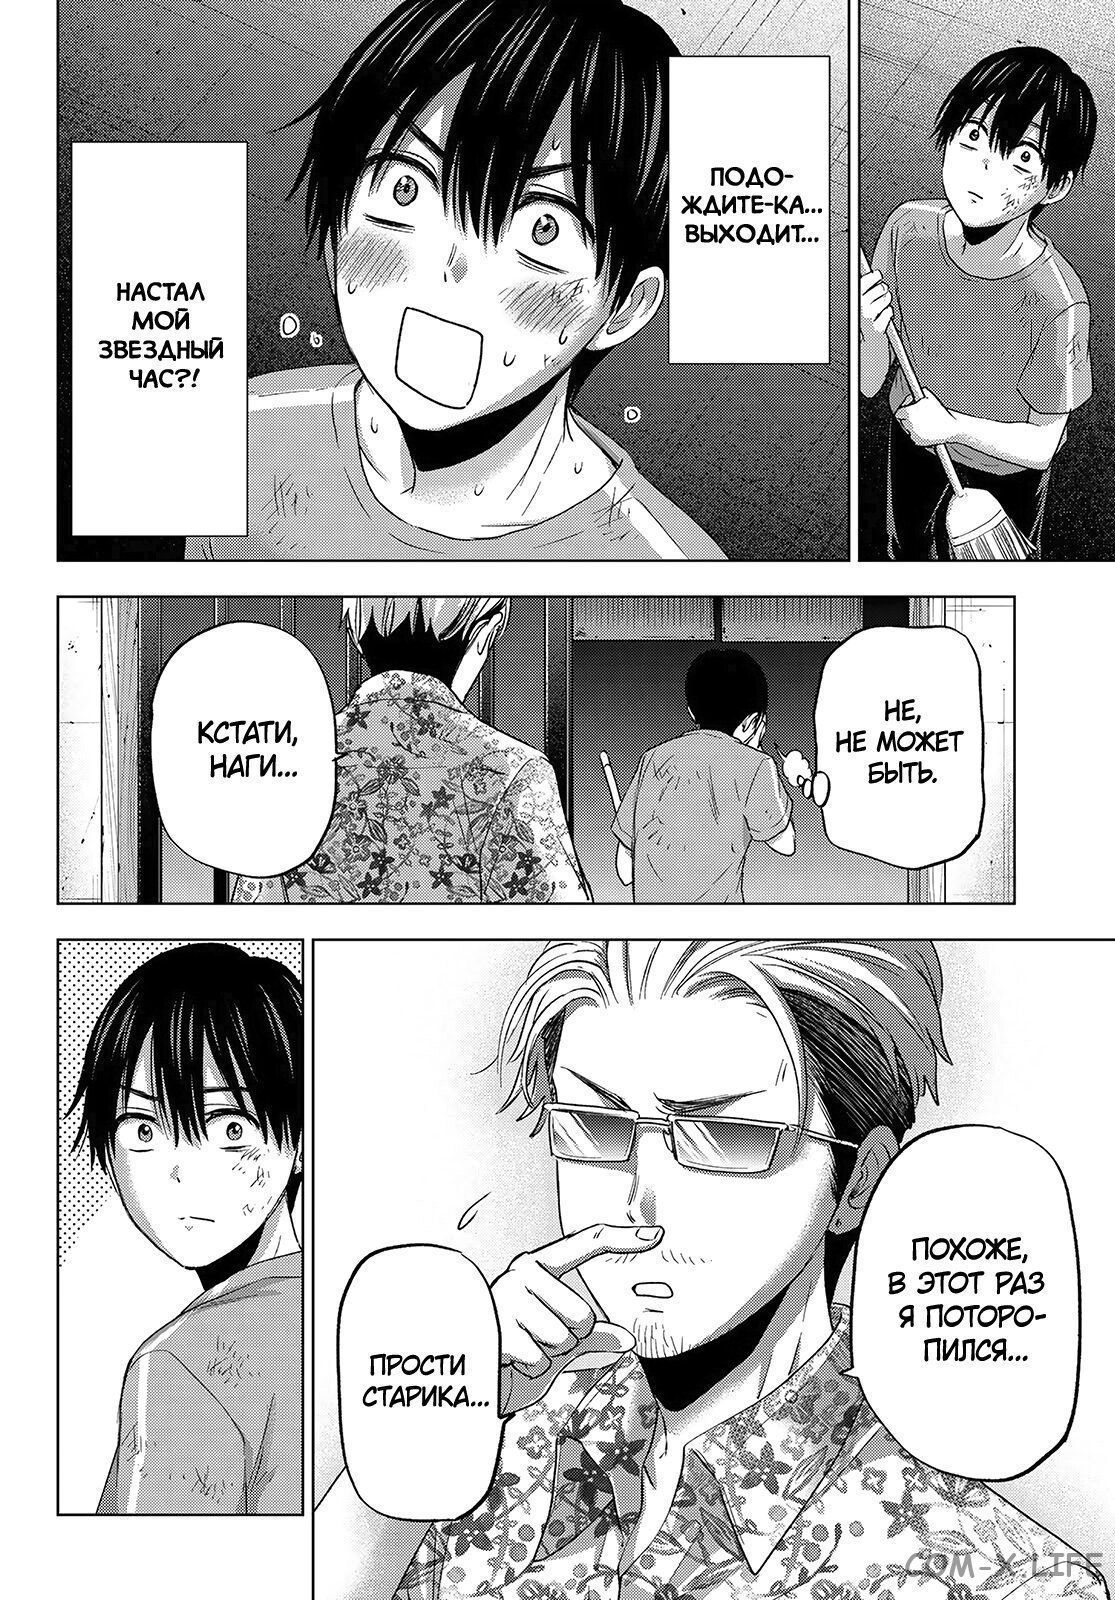 ПОДО-
ЖДИТЕ-КА...
ВЫХОДИТ...
НАСТАЛ
МОЙ
ЗВЕЗДНЫЙ
ЧАС?!
НЕ,
НЕ МОЖЕТ
БЫТЬ.
КСТАТИ,
НАГИ...
ПОХОЖЕ,
В ЭТОТ РАЗ
Я ПОТОРО-
ПИЛСЯ...
ПРОСТИ
СТАРИКА...
COM-X.LIFE